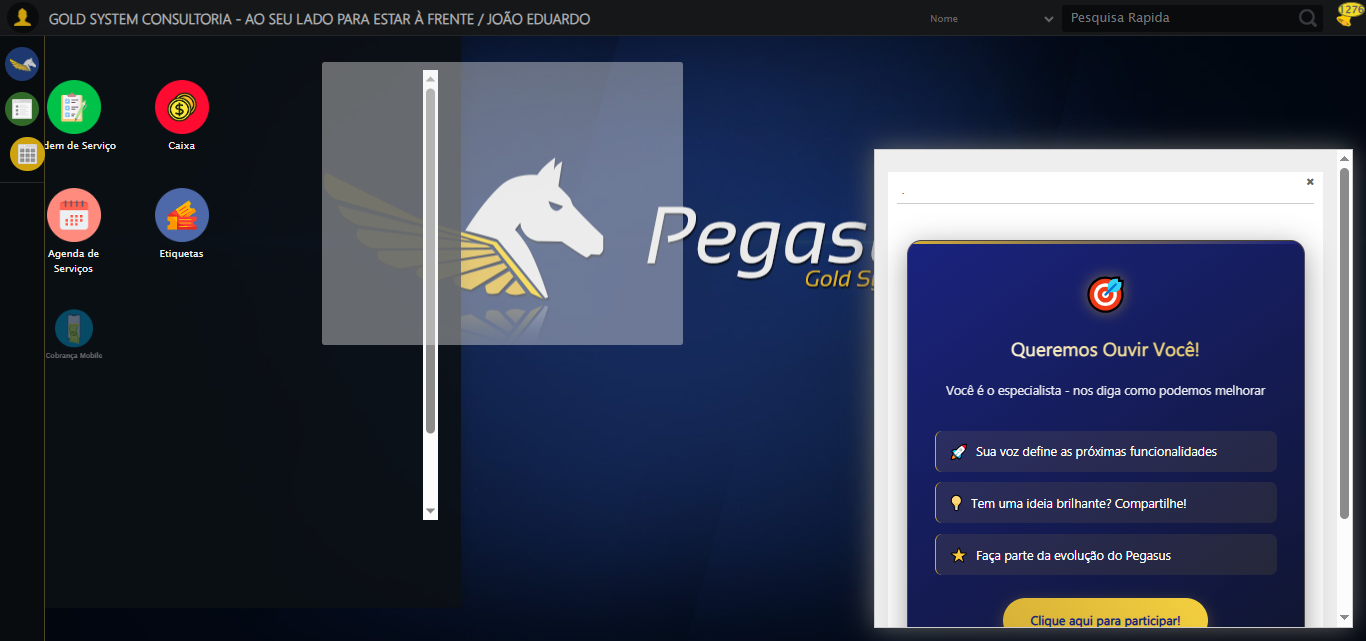 GOLD SYSTEM CONSULTORIA - AO SEU LADO PARA ESTAR À FRENTE / JOÃO EDUARDO
Nome
Pesquisa Rapida
1276
dem de Serviço
Caixa
Agenda de
Serviços
Etiquetas
Cobrança Mobile
Pegas
Gold Sy
.
Queremos Ouvir Você!
Você é o especialista - nos diga como podemos melhorar
Sua voz define as próximas funcionalidades
Tem uma ideia brilhante? Compartilhe!
Faça parte da evolução do Pegasus
Clique aqui para participar!